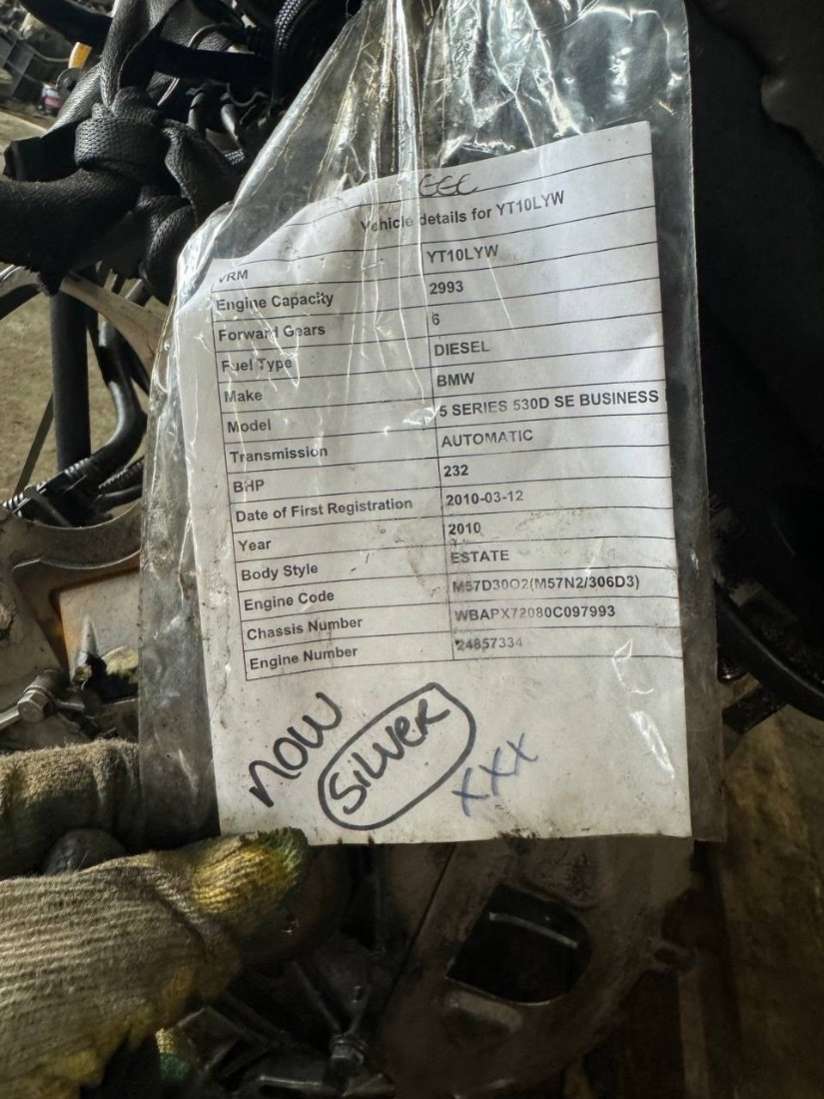 EEE
Vehicle details for YT10LYW
VRM YT10LYW
Engine Capacity 2993
Forward Gears 6
Fuel Type DIESEL
Make BMW
Model 5 SERIES 530D SE BUSINESS
Transmission AUTOMATIC
BHP 232
Date of First Registration 2010-03-12
Year 2010
Body Style ESTATE
Engine Code M57D30O2(M57N2/306D3)
Chassis Number WBAPX72080C097993
Engine Number 24857334
now
Silver
xxx